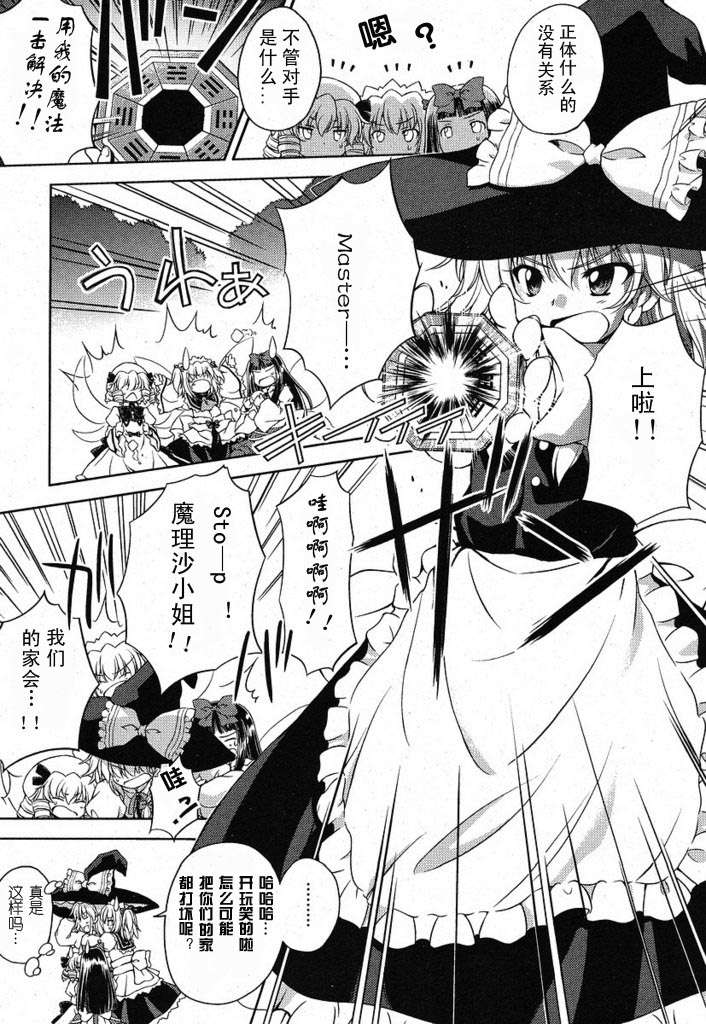 正体什么的
没有关系
嗯？
不管对手
是什么…
用我的魔法
一击解决！！
上啦！！
Master―…
うわぁ
キィィィ
哇啊啊啊啊！
Sto―p！
魔理沙小姐！！
我们
的家会…！！
哇？
……
哈哈哈…
开玩笑的啦
怎么可能
把你们的家
都打坏呢？
真是
这样吗…